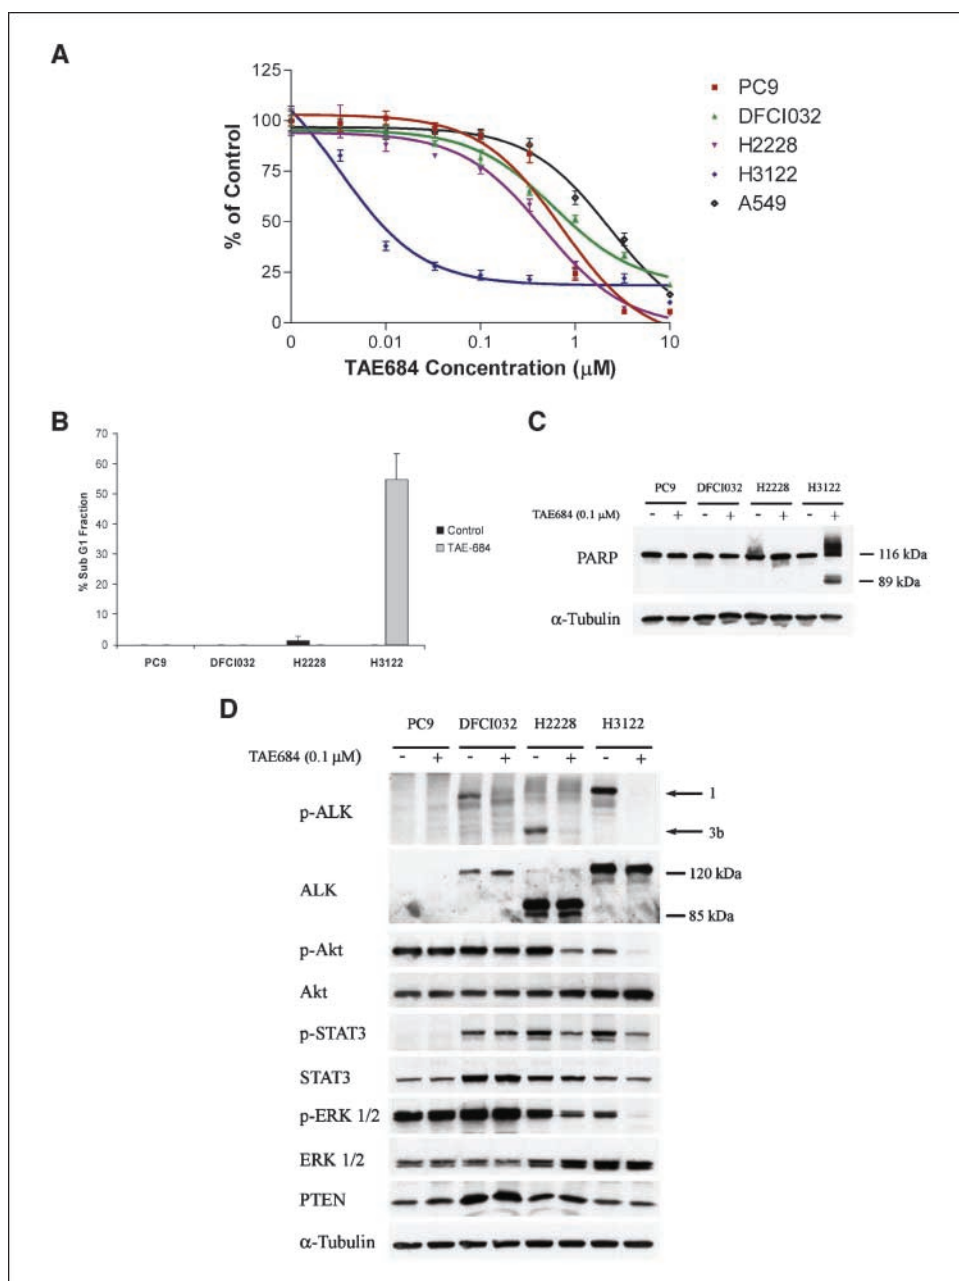 A
125
100
75
50
25
0
% of Control
0 0.01 0.1 1 10
TAE684 Concentration (μM)
PC9
DFCI032
H2228
H3122
A549
B
70
60
50
40
30
20
10
0
% Sub G1 Fraction
PC9 DFCI032 H2228 H3122
Control
TAE-684
C
PC9 DFCI032 H2228 H3122
TAE684 (0.1 μM) - + - + - + - +
PARP
116 kDa
89 kDa
α-Tubulin
D
PC9 DFCI032 H2228 H3122
TAE684 (0.1 μM) - + - + - + - +
p-ALK
1
3b
ALK
120 kDa
85 kDa
p-Akt
Akt
p-STAT3
STAT3
p-ERK 1/2
ERK 1/2
PTEN
α-Tubulin